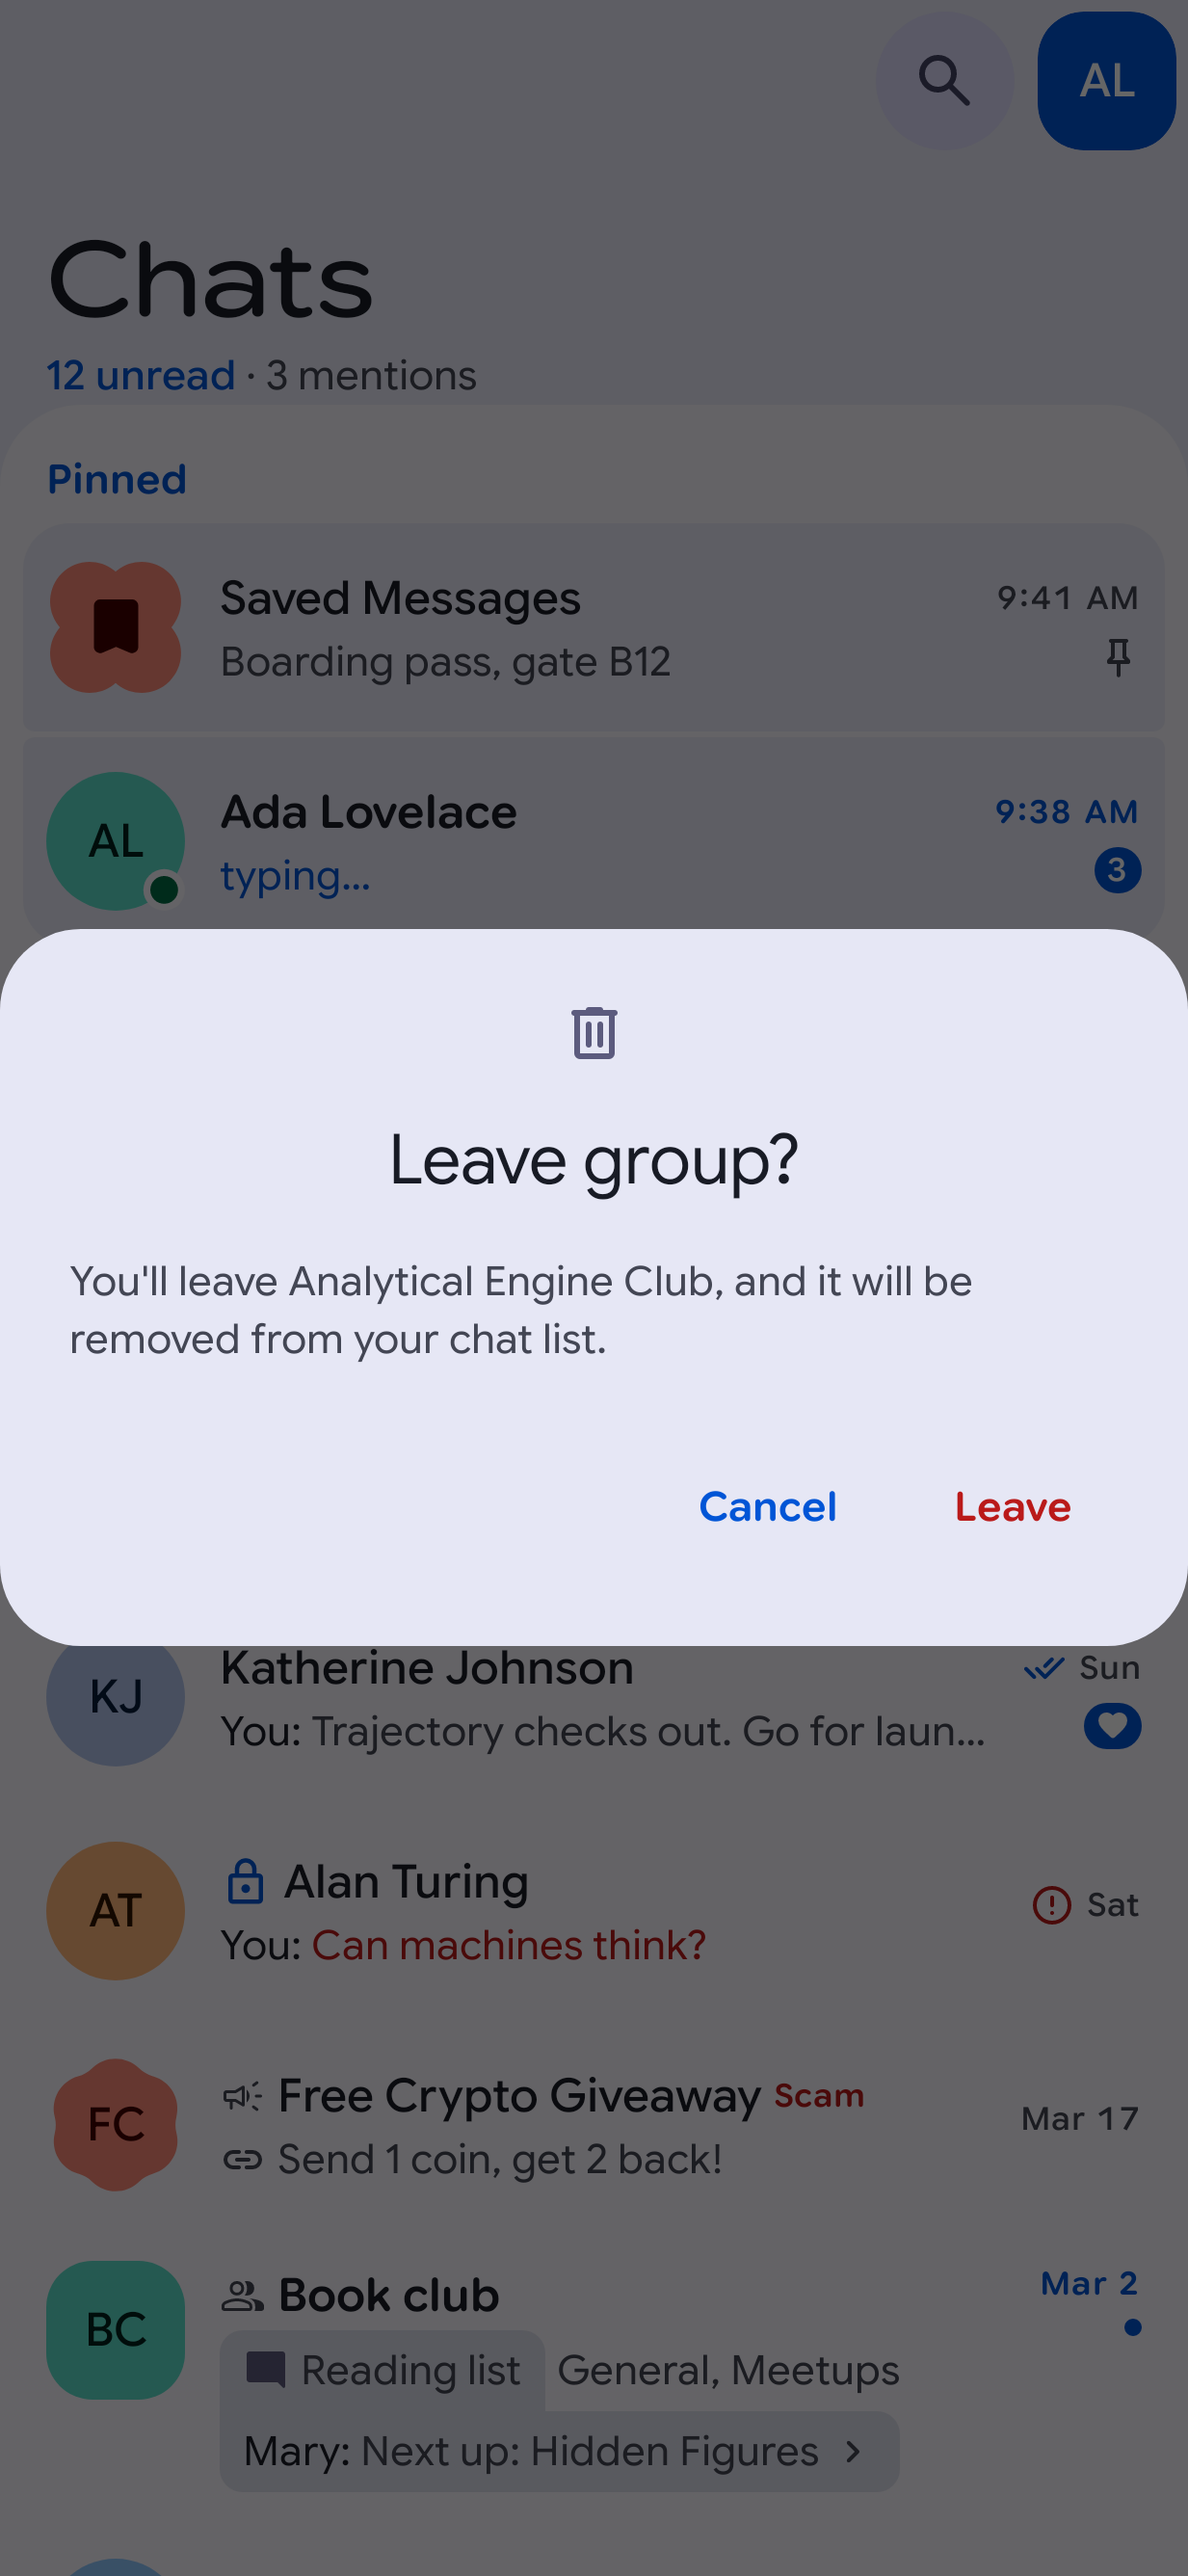 AL
Chats
12 unread · 3 mentions
Pinned
Saved Messages
9:41 AM
Boarding pass, gate B12
AL
Ada Lovelace
9:38 AM
typing...
3
Leave group?
You'll leave Analytical Engine Club, and it will be
removed from your chat list.
Cancel
Leave
KJ
Katherine Johnson
Sun
You: Trajectory checks out. Go for laun...
AT
Alan Turing
Sat
You: Can machines think?
FC
Free Crypto Giveaway Scam
Mar 17
Send 1 coin, get 2 back!
BC
Book club
Mar 2
Reading list General, Meetups
Mary: Next up: Hidden Figures